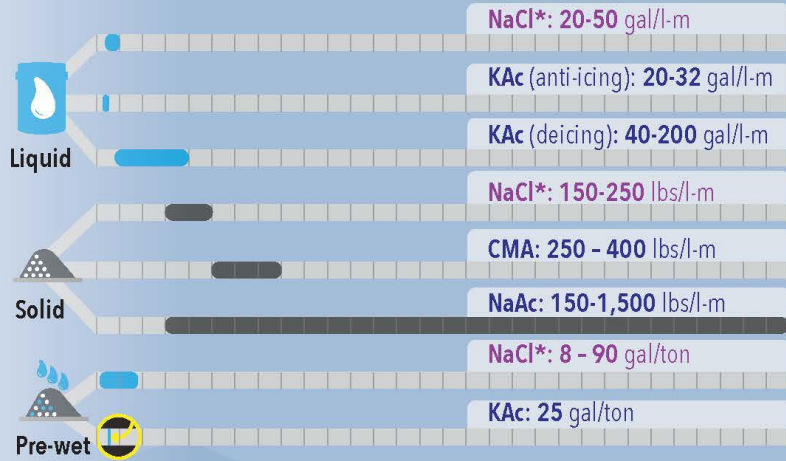 NaCl*: 20-50 gal/l-m
KAc (anti-icing): 20-32 gal/l-m
KAc (deicing): 40-200 gal/l-m
Liquid
NaCl*: 150-250 lbs/l-m
CMA: 250 – 400 lbs/l-m
NaAc: 150-1,500 lbs/l-m
Solid
NaCl*: 8 – 90 gal/ton
KAc: 25 gal/ton
Pre-wet